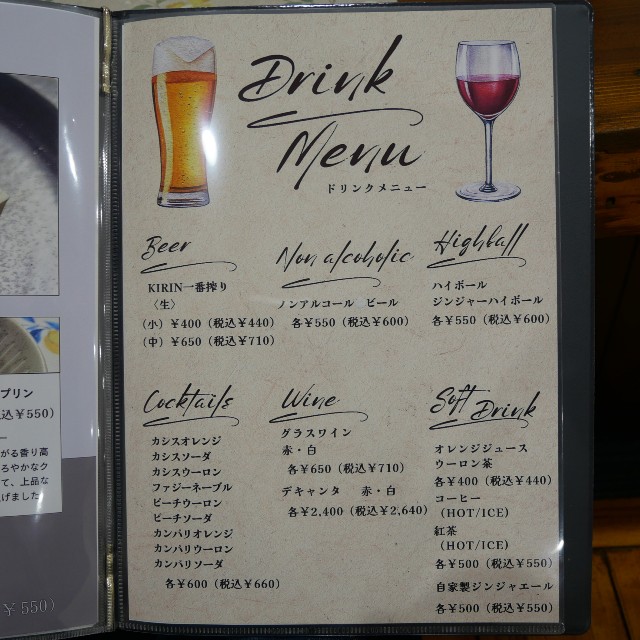 Drink
Menu
ドリンクメニュー
Beer
KIRIN一番搾り
〈生〉
（小）￥400（税込￥440）
（中）￥650（税込￥710）
Non alcoholic
ノンアルコール ビール
各￥550（税込￥600）
Highball
ハイボール
ジンジャーハイボール
各￥550（税込￥600）
Cocktails
カシスオレンジ
カシスソーダ
カシスウーロン
ファジーネーブル
ピーチウーロン
ピーチソーダ
カンパリオレンジ
カンパリウーロン
カンパリソーダ
各￥600（税込￥660）
Wine
グラスワイン
赤・白
各￥650（税込￥710）
デキャンタ 赤・白
各￥2,400（税込￥2,640）
Soft Drink
オレンジジュース
ウーロン茶
各￥400（税込￥440）
コーヒー
（HOT/ICE）
紅茶
（HOT/ICE）
各￥500（税込￥550）
自家製ジンジャエール
各￥500（税込￥550）
プリン
込￥550）
がる香り高
ろやかなク
て、上品な
げました
￥550）